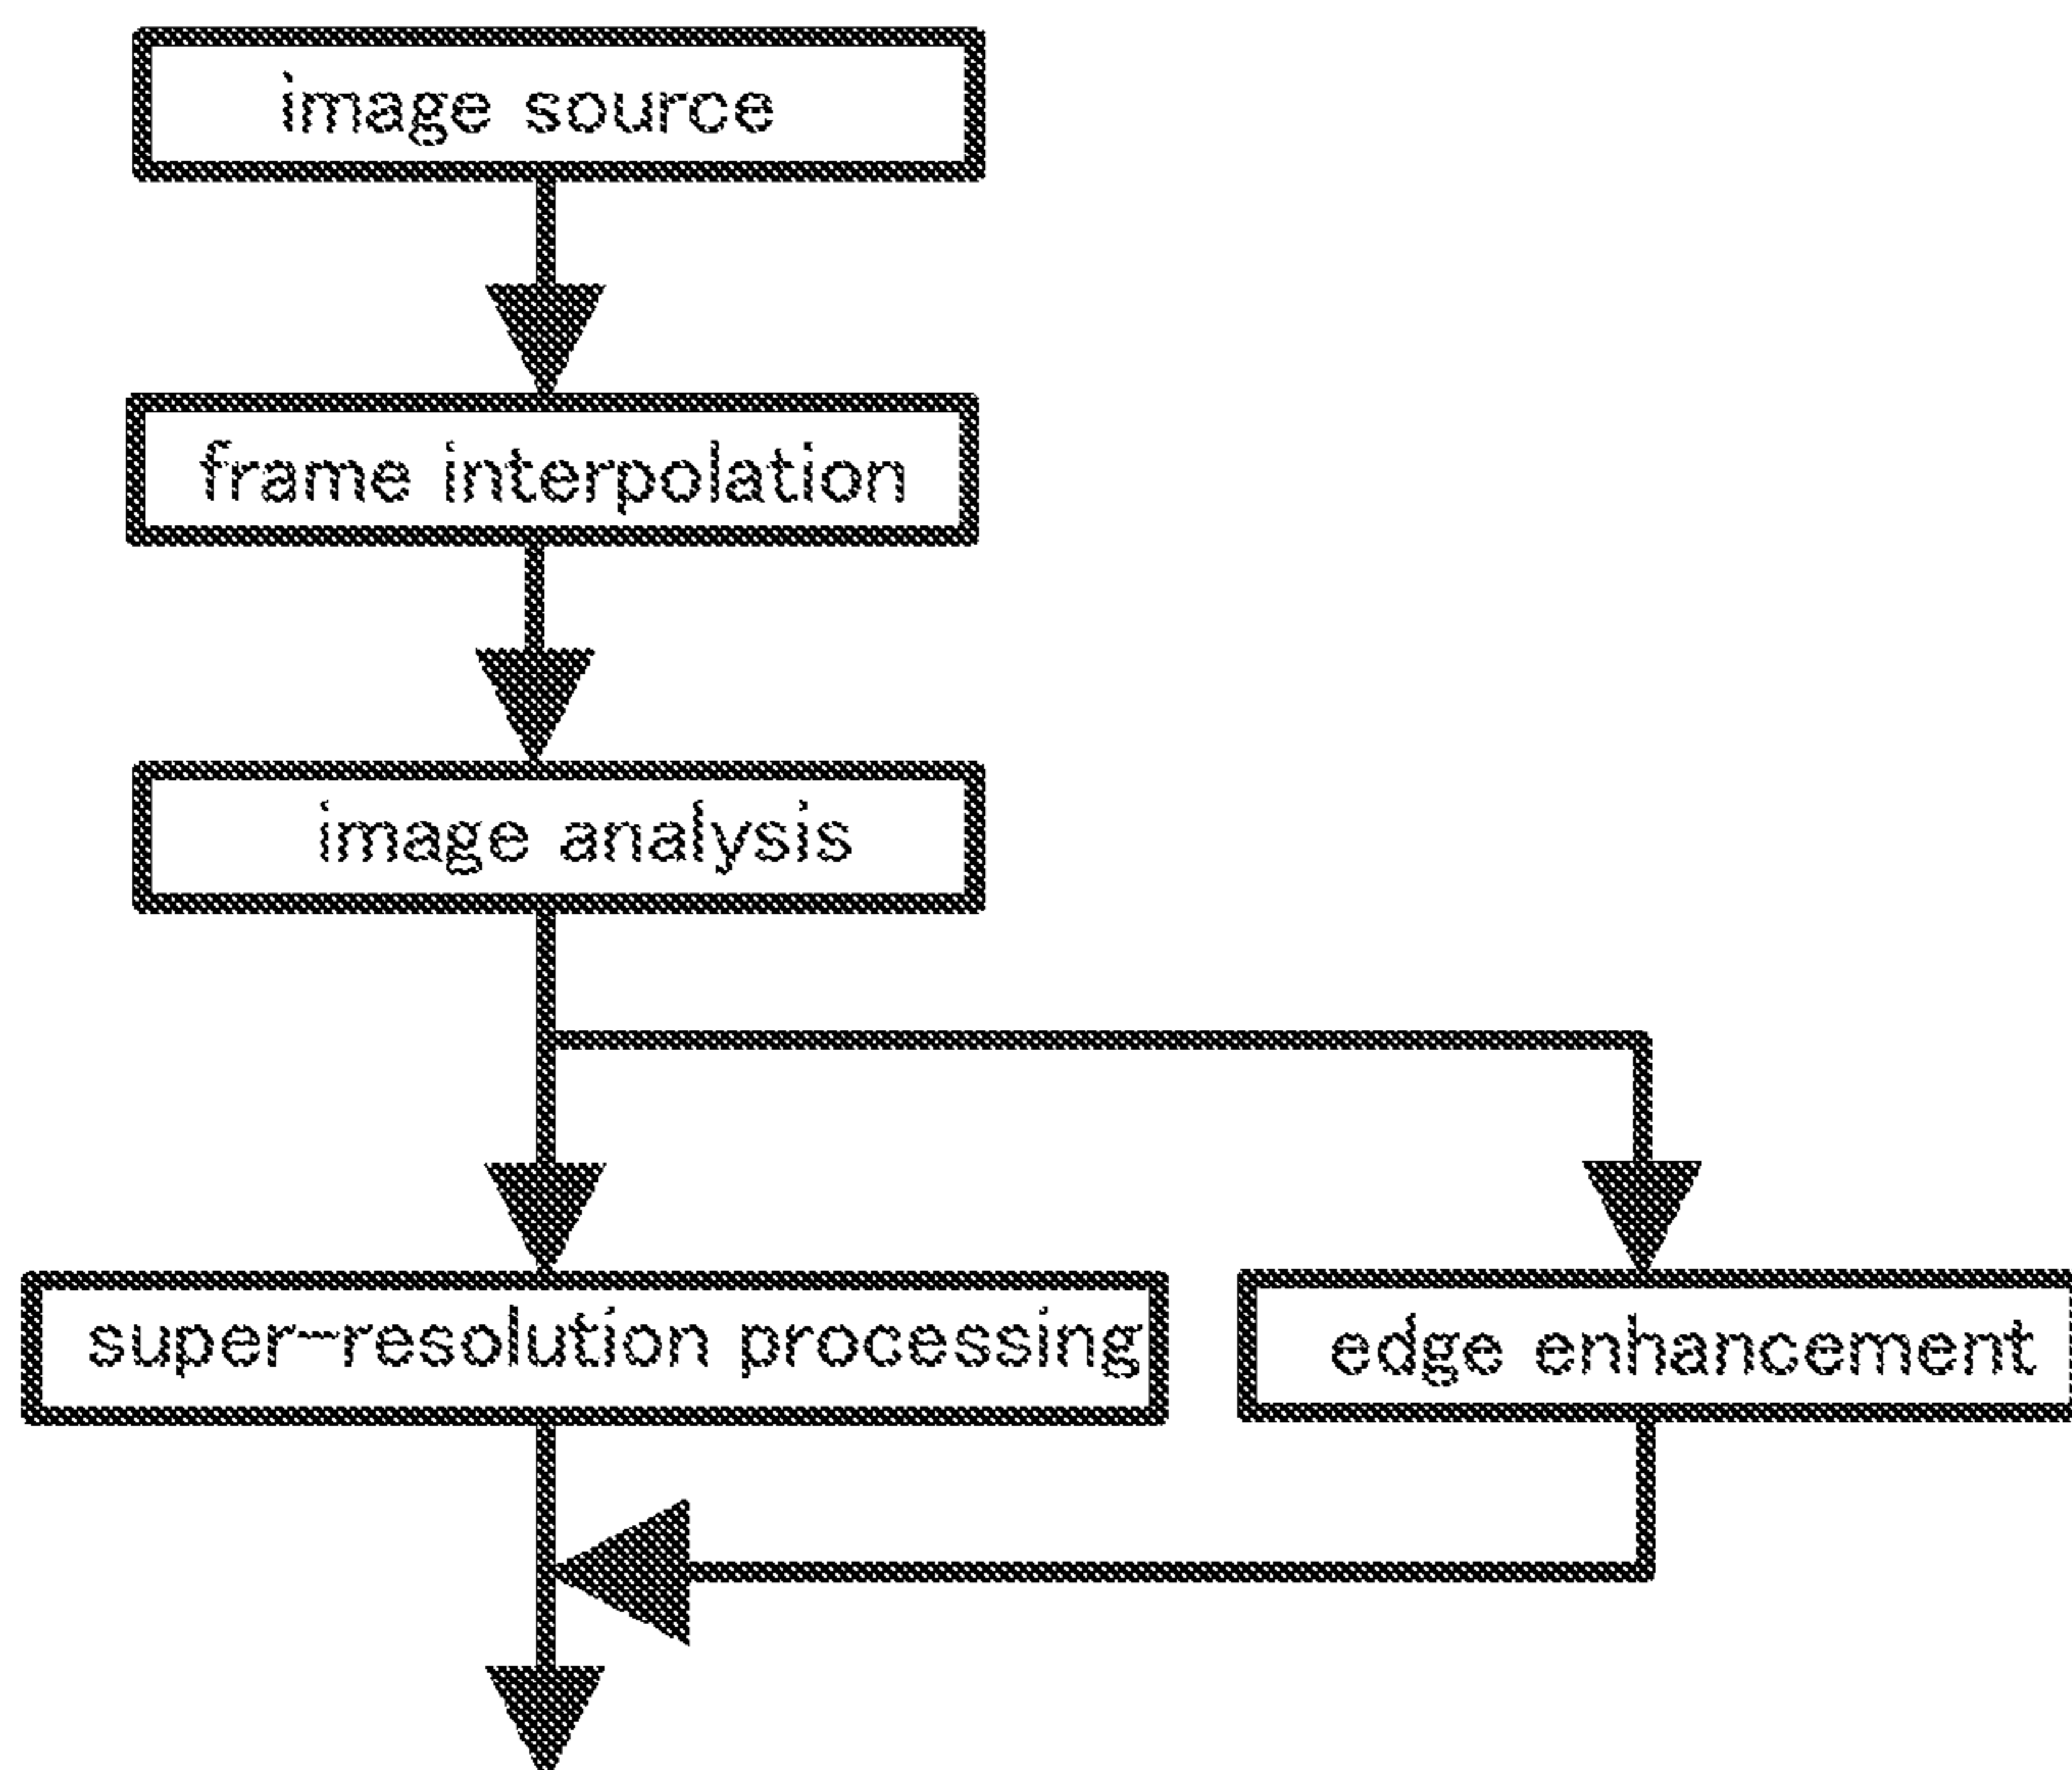 image source
frame interpolation
image analysis
super-resolution processing
edge enhancement